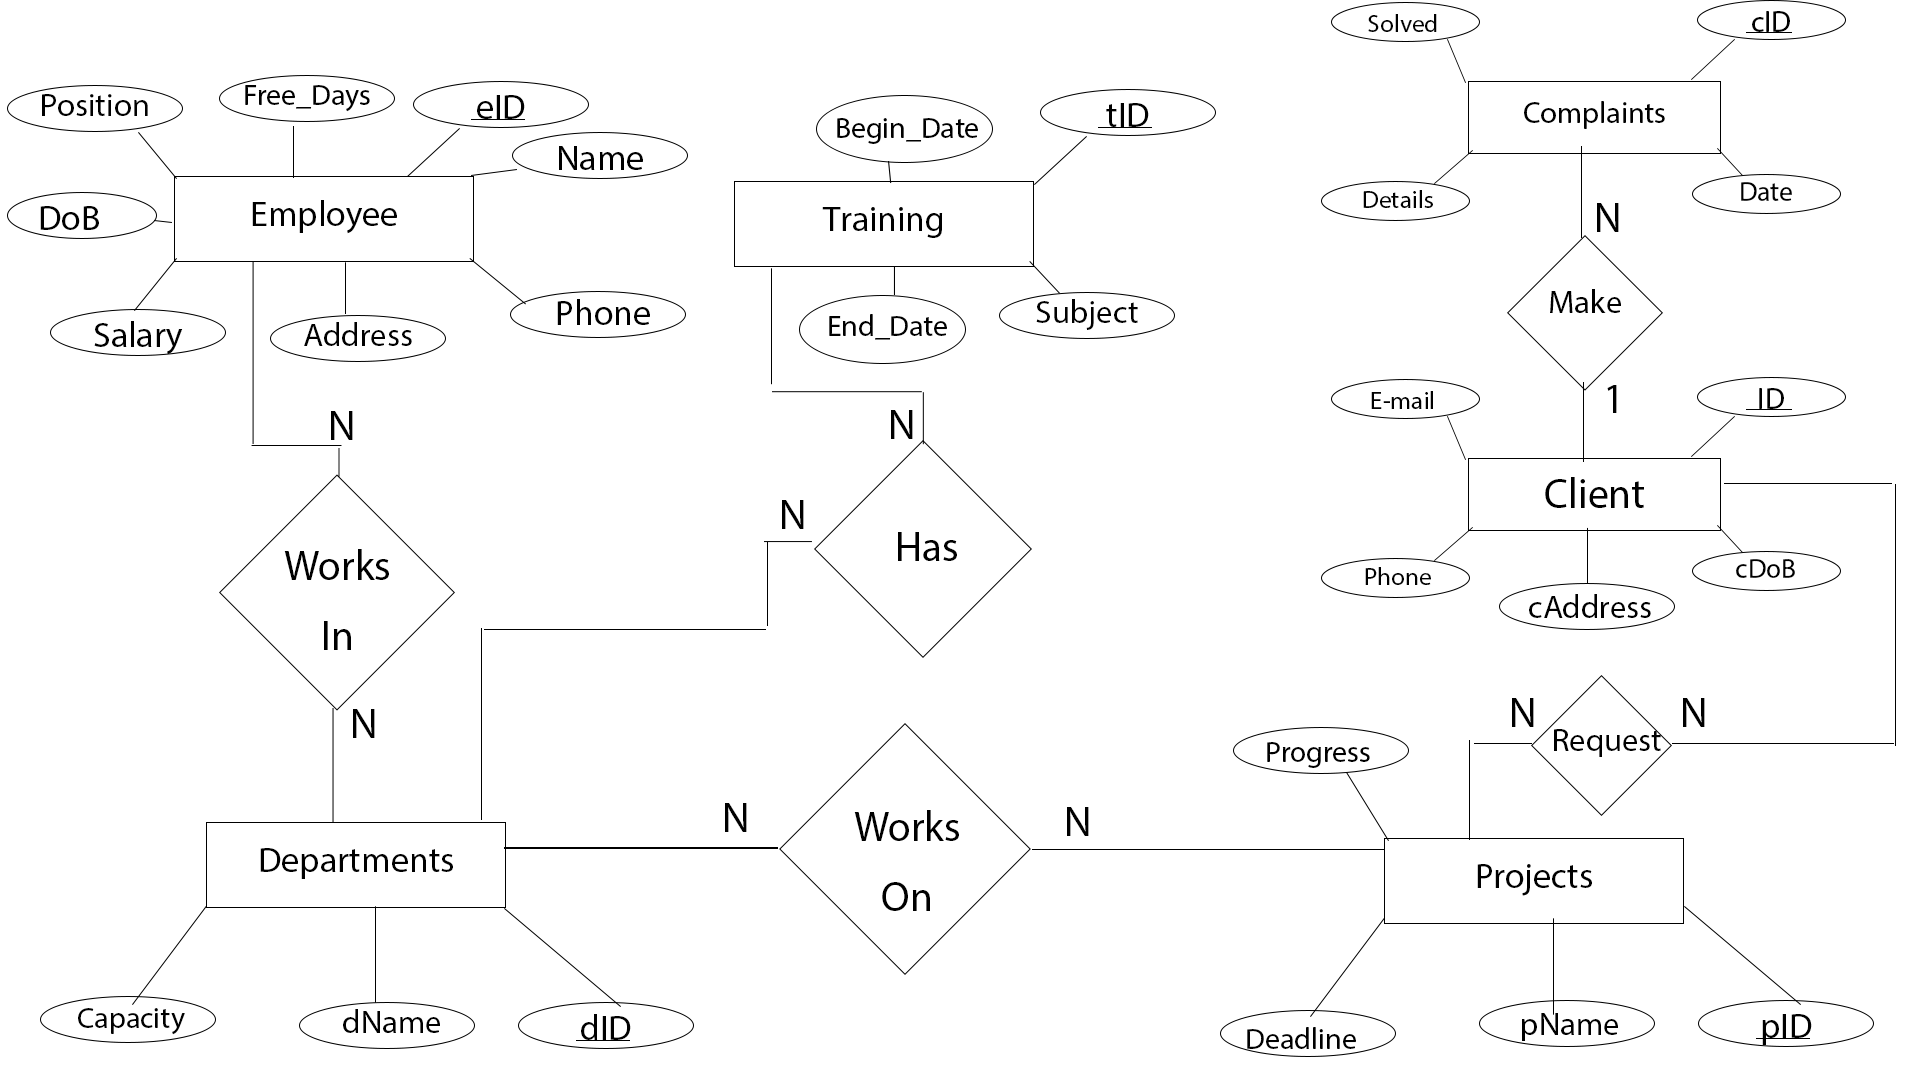 Solved
cID
Position
Free_Days
eID
Name
Begin_Date
tID
Complaints
DoB
Employee
Training
Details
Date
N
Salary
Address
Phone
End_Date
Subject
Make
N
N
E-mail
1
ID
N
Client
Works
In
Has
Phone
cAddress
cDoB
N
Progress
N
N
Request
N
Works
On
N
Departments
Projects
Capacity
dName
dID
Deadline
pName
pID